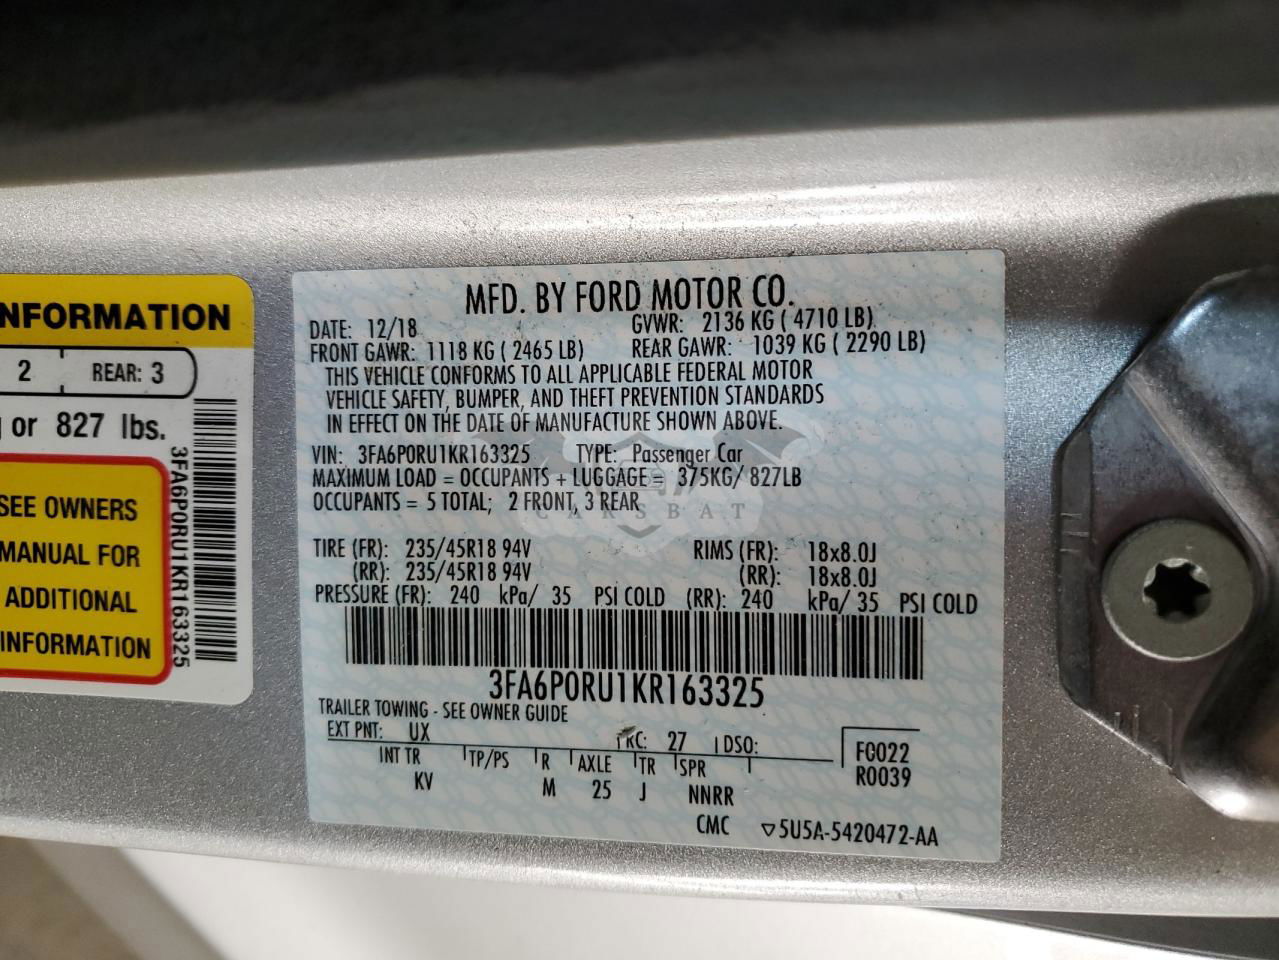 NFORMATION
2 REAR: 3
or 827 lbs.
SEE OWNERS
MANUAL FOR
ADDITIONAL
INFORMATION
3FA6P0RU1KR163325
MFD. BY FORD MOTOR CO.
DATE: 12/18 GVWR: 2136 KG ( 4710 LB)
FRONT GAWR: 1118 KG ( 2465 LB) REAR GAWR: 1039 KG ( 2290 LB)
THIS VEHICLE CONFORMS TO ALL APPLICABLE FEDERAL MOTOR
VEHICLE SAFETY, BUMPER, AND THEFT PREVENTION STANDARDS
IN EFFECT ON THE DATE OF MANUFACTURE SHOWN ABOVE.
VIN: 3FA6P0RU1KR163325 TYPE: Passenger Car
MAXIMUM LOAD = OCCUPANTS + LUGGAGE = 375KG/ 827LB
OCCUPANTS = 5 TOTAL; 2 FRONT, 3 REAR
CARSBAT
TIRE (FR): 235/45R18 94V RIMS (FR): 18x8.0J
(RR): 235/45R18 94V (RR): 18x8.0J
PRESSURE (FR): 240 kPa/ 35 PSI COLD (RR): 240 kPa/ 35 PSI COLD
3FA6P0RU1KR163325
TRAILER TOWING - SEE OWNER GUIDE
EXT PNT: UX RC: 27 DSO:
INT TR TP/PS R AXLE TR SPR
KV M 25 J NNRR
FC022
R0039
CMC ▽5U5A-5420472-AA